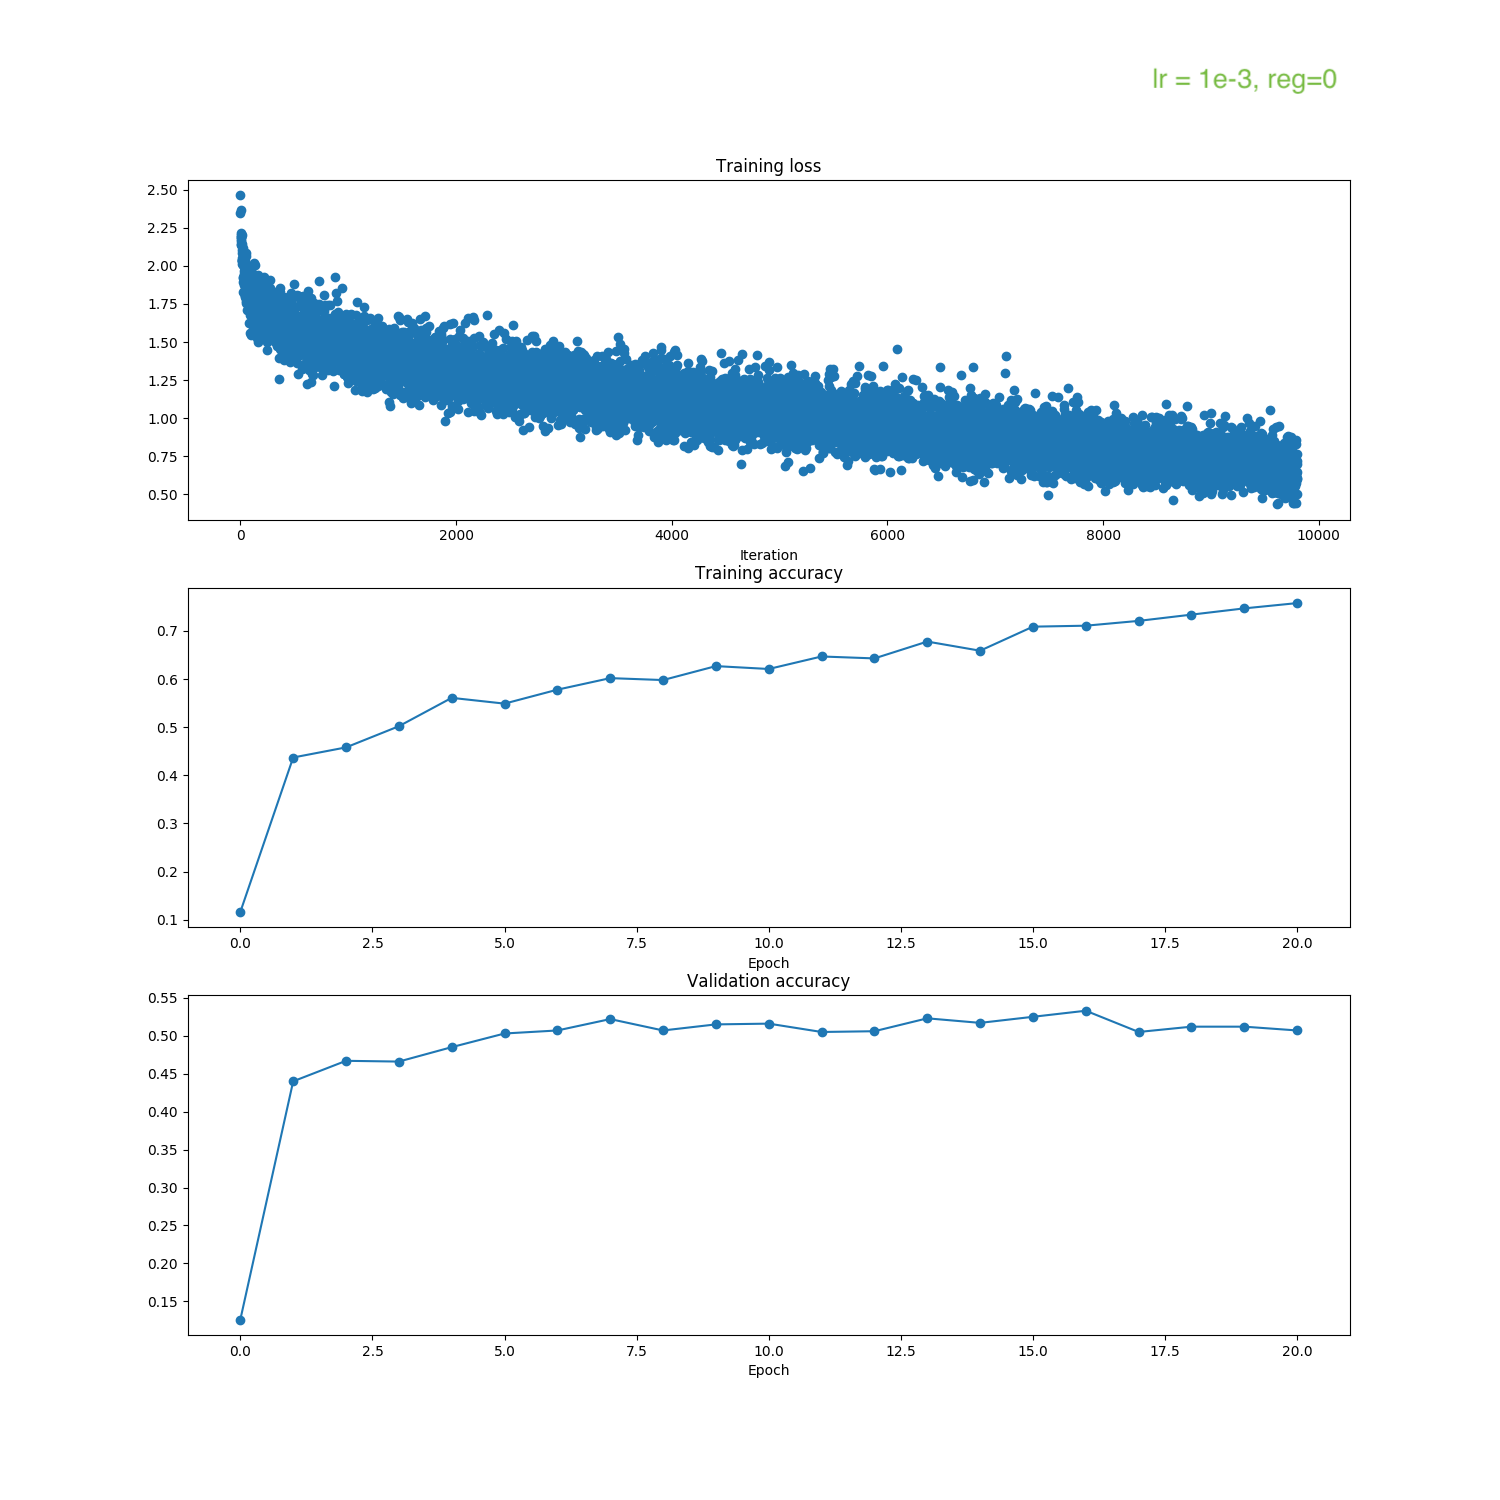 lr = 1e-3, reg=0
Training loss
2.50
2.25
2.00
1.75
1.50
1.25
1.00
0.75
0.50
0 2000 4000 6000 8000 10000
Iteration
Training accuracy
0.7
0.6
0.5
0.4
0.3
0.2
0.1
0.0 2.5 5.0 7.5 10.0 12.5 15.0 17.5 20.0
Epoch
Validation accuracy
0.55
0.50
0.45
0.40
0.35
0.30
0.25
0.20
0.15
0.0 2.5 5.0 7.5 10.0 12.5 15.0 17.5 20.0
Epoch